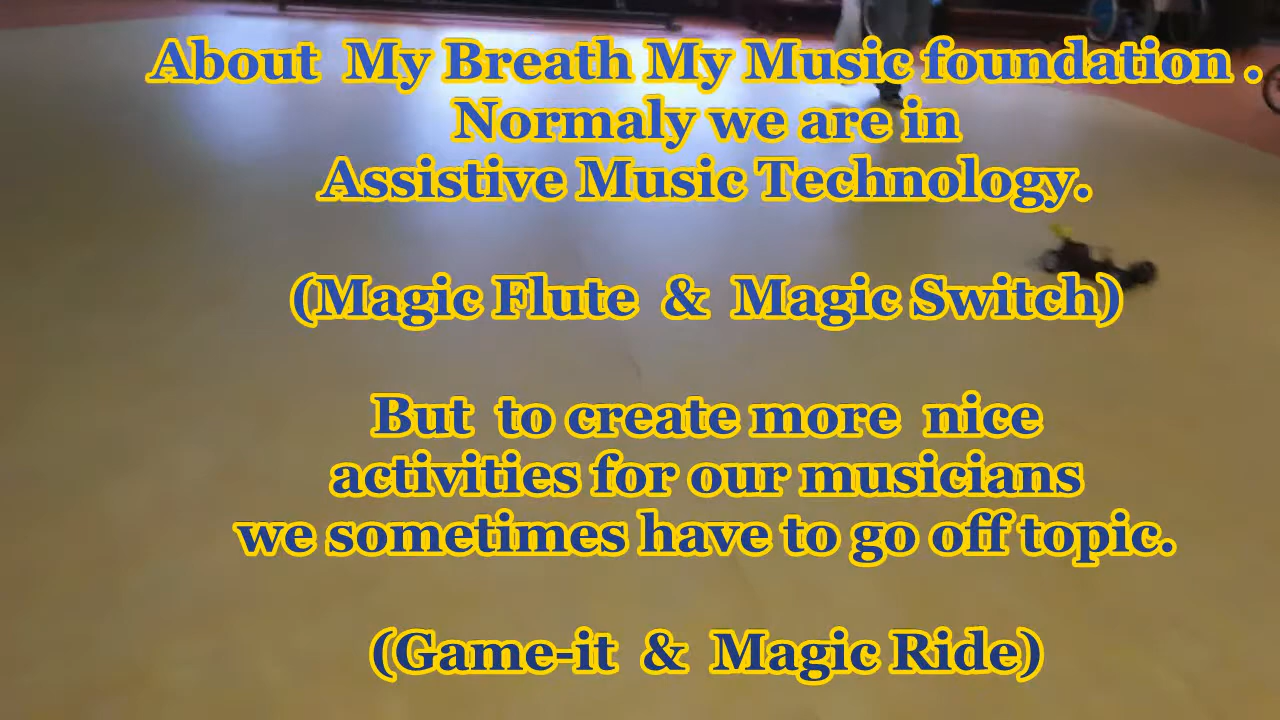 About My Breath My Music foundation .
Normaly we are in
Assistive Music Technology.
(Magic Flute & Magic Switch)
But to create more nice
activities for our musicians
we sometimes have to go off topic.
(Game-it & Magic Ride)